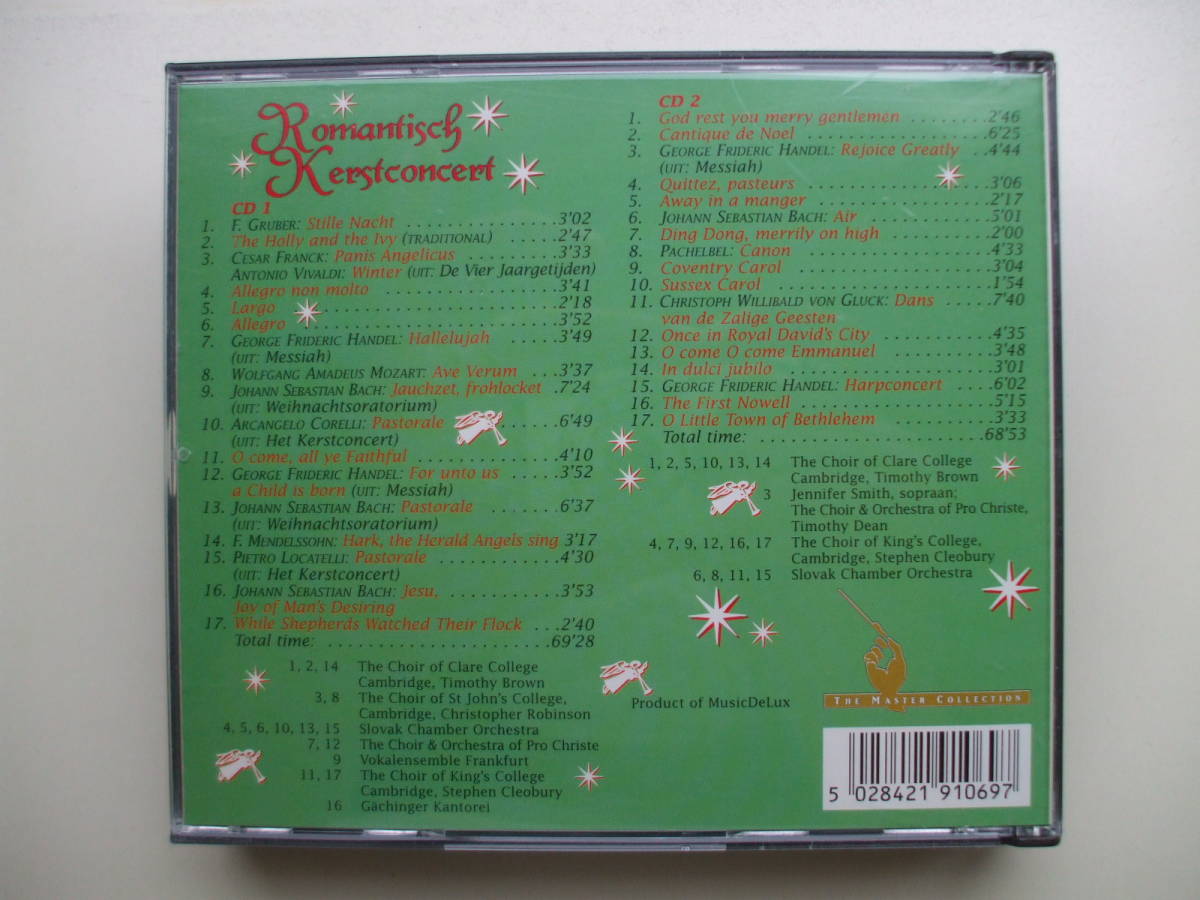 Romantisch
Kerstconcert
CD 1
1. F. GRUBER: Stille Nacht ................3'02
2. The Holly and the Ivy (TRADITIONAL) .....2'47
3. CESAR FRANCK: Panis Angelicus ...........3'33
ANTONIO VIVALDI: Winter (UIT: De Vier Jaargetijden)
4. Allegro non molto ..................3'41
5. Largo ..................2'18
6. Allegro ..................3'52
7. GEORGE FRIDERIC HANDEL: Hallelujah .....3'49
(UIT: Messiah)
8. WOLFGANG AMADEUS MOZART: Ave Verum ...3'37
9. JOHANN SEBASTIAN BACH: Jauchzet, frohlocket .7'24
(UIT: Weihnachtsoratorium)
10. ARCANGELO CORELLI: Pastorale ......6'49
(UIT: Het Kerstconcert)
11. O come, all ye Faithful ..............4'10
12. GEORGE FRIDERIC HANDEL: For unto us ....3'52
a Child is born (UIT: Messiah)
13. JOHANN SEBASTIAN BACH: Pastorale .......6'37
(UIT: Weihnachtsoratorium)
14. F. MENDELSSOHN: Hark, the Herald Angels sing 3'17
15. PIETRO LOCATELLI: Pastorale ............4'30
(UIT: Het Kerstconcert)
16. JOHANN SEBASTIAN BACH: Jesu, ..........3'53
Joy of Man's Desiring
17. While Shepherds Watched Their Flock ...2'40
Total time: ....................69'28
1, 2, 14 The Choir of Clare College
Cambridge, Timothy Brown
3, 8 The Choir of St John's College,
Cambridge, Christopher Robinson
4, 5, 6, 10, 13, 15 Slovak Chamber Orchestra
7, 12 The Choir & Orchestra of Pro Christe
9 Vokalensemble Frankfurt
11, 17 The Choir of King's College
Cambridge, Stephen Cleobury
16 Gächinger Kantorei
CD 2
1. God rest you merry gentlemen ........2'46
2. Cantique de Noel ..................6'25
3. GEORGE FRIDERIC HANDEL: Rejoice Greatly ..4'44
(UIT: Messiah)
4. Quittez, pasteurs ..................3'06
5. Away in a manger ..................2'17
6. JOHANN SEBASTIAN BACH: Air .............5'01
7. Ding Dong, merrily on high ...........2'00
8. PACHELBEL: Canon ..................4'33
9. Coventry Carol ..................3'04
10. Sussex Carol ..................1'54
11. CHRISTOPH WILLIBALD VON GLUCK: Dans .....7'40
van de Zalige Geesten
12. Once in Royal David's City ............4'35
13. O come O come Emmanuel ..........3'48
14. In dulci jubilo ..................3'01
15. GEORGE FRIDERIC HANDEL: Harpconcert ....6'02
16. The First Nowell ..................5'15
17. O Little Town of Bethlehem ...........3'33
Total time: ....................68'53
1, 2, 5, 10, 13, 14 The Choir of Clare College
Cambridge, Timothy Brown
3 Jennifer Smith, sopraan;
The Choir & Orchestra of Pro Christe,
Timothy Dean
4, 7, 9, 12, 16, 17 The Choir of King's College,
Cambridge, Stephen Cleobury
6, 8, 11, 15 Slovak Chamber Orchestra
Product of MusicDeLux
THE MASTER COLLECTION
5 028421 910697